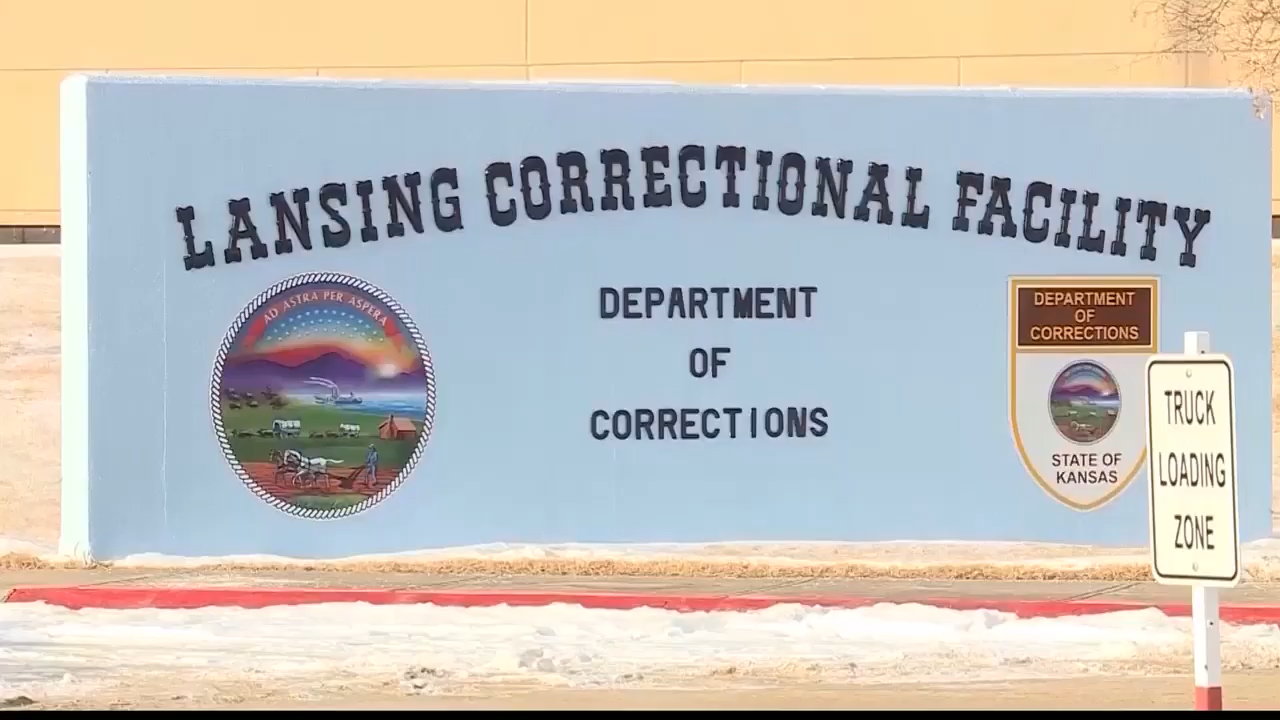 LANSING CORRECTIONAL FACILITY
AD ASTRA PER ASPERA
DEPARTMENT
OF
CORRECTIONS
DEPARTMENT
OF
CORRECTIONS
STATE OF
KANSAS
TRUCK
LOADING
ZONE